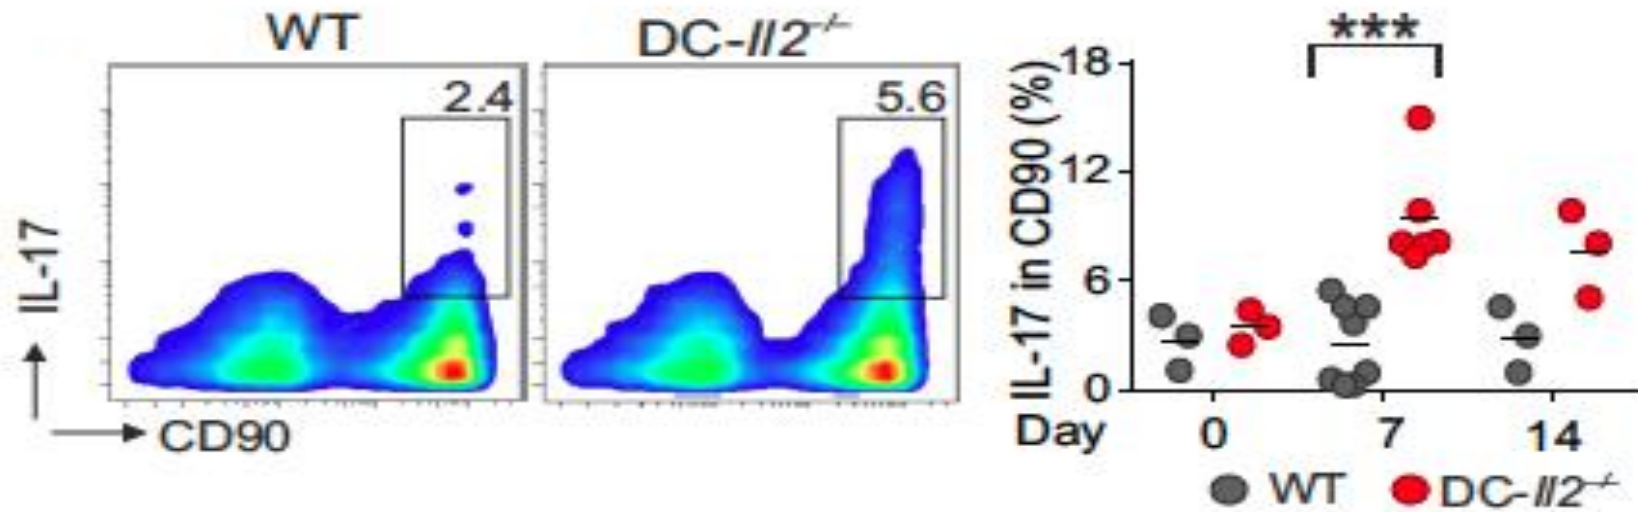 WT
DC-Il2⁻/⁻
2.4
5.6
IL-17
CD90
***
IL-17 in CD90 (%)
18
12
6
0
Day 0 7 14
WT DC-Il2⁻/⁻